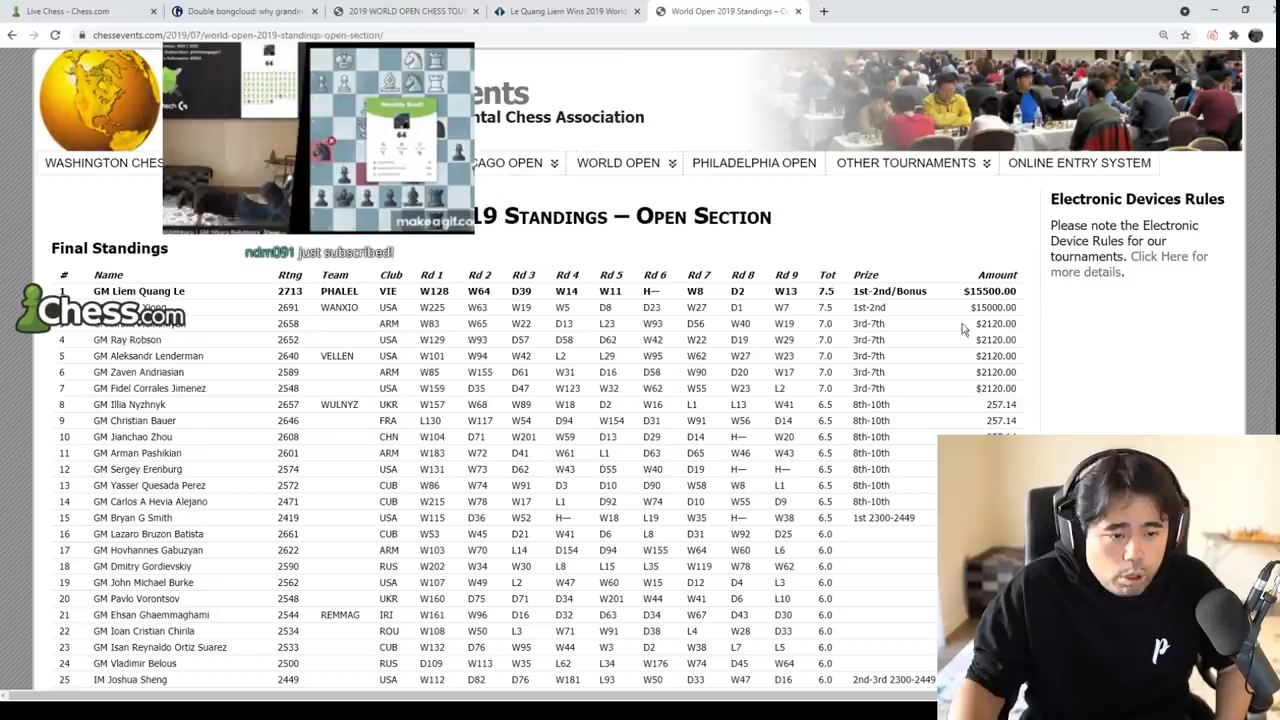 Live Chess - Chess.com
Double bongcloud: why grandm
2019 WORLD OPEN CHESS TOU
Le Quang Liem Wins 2019 World
World Open 2019 Standings – O
chessevents.com/2019/07/world-open-2019-standings-open-section/
ents
ntal Chess Association
WASHINGTON CHES CAGO OPEN WORLD OPEN PHILADELPHIA OPEN OTHER TOURNAMENTS ONLINE ENTRY SYSTEM
64
Weekly Goal!
64
make a gif.co
19 Standings – Open Section
Electronic Devices Rules
Please note the Electronic
Device Rules for our
tournaments. Click Here for
more details.
Final Standings
ndm091 just subscribed!
# Name Rtng Team Club Rd 1 Rd 2 Rd 3 Rd 4 Rd 5 Rd 6 Rd 7 Rd 8 Rd 9 Tot Prize Amount
1 GM Liem Quang Le 2713 PHALEL VIE W128 W64 D39 W14 W11 H— W8 D2 W13 7.5 1st-2nd/Bonus $15500.00
Xiong 2691 WANXIO USA W225 W63 W19 W5 D8 D23 W27 D1 W7 7.5 1st-2nd $15000.00
Chess.com
2658 ARM W83 W65 W22 D13 L23 W93 D56 W40 W19 7.0 3rd-7th $2120.00
4 GM Ray Robson 2652 USA W129 W93 D57 D58 D62 W42 W22 D19 W29 7.0 3rd-7th $2120.00
5 GM Aleksandr Lenderman 2640 VELLEN USA W101 W94 W42 L2 L29 W95 W62 W27 W23 7.0 3rd-7th $2120.00
6 GM Zaven Andriasian 2589 ARM W85 W155 D61 W31 D16 D58 W90 D20 W17 7.0 3rd-7th $2120.00
7 GM Fidel Corrales Jimenez 2548 USA W159 D35 D47 W123 W32 W62 W55 W23 L2 7.0 3rd-7th $2120.00
8 GM Illia Nyzhnyk 2657 WULNYZ UKR W157 W68 W89 W18 D2 W16 L1 L13 W41 6.5 8th-10th 257.14
9 GM Christian Bauer 2646 FRA L130 W117 W54 D94 W154 D31 W91 W56 D14 6.5 8th-10th 257.14
10 GM Jianchao Zhou 2608 CHN W104 D71 W201 W59 D13 D29 D14 H— W20 6.5 8th-10th
11 GM Arman Pashikian 2601 ARM W183 W72 D41 W61 L1 D63 D65 W46 W43 6.5 8th-10th
12 GM Sergey Erenburg 2574 USA W131 W73 D62 W43 D55 W40 D19 H— H— 6.5 8th-10th
13 GM Yasser Quesada Perez 2572 CUB W86 W74 W91 D3 D10 D90 W58 W8 L1 6.5 8th-10th
14 GM Carlos A Hevia Alejano 2471 CUB W215 W78 W17 L1 D92 W74 D10 W55 D9 6.5 8th-10th
15 GM Bryan G Smith 2419 USA W115 D36 W52 H— W18 L19 W35 H— W38 6.5 1st 2300-2449
16 GM Lazaro Bruzon Batista 2661 CUB W53 W45 D21 W41 D6 L8 D31 W92 D25 6.0
17 GM Hovhannes Gabuzyan 2622 ARM W103 W70 L14 D154 D94 W155 W64 W60 L6 6.0
18 GM Dmitry Gordievskiy 2590 RUS W202 W34 W30 L8 L15 L35 W119 W78 W62 6.0
19 GM John Michael Burke 2562 USA W107 W49 L2 W47 W60 W15 D12 D4 L3 6.0
20 GM Pavlo Vorontsov 2548 UKR W160 D75 D71 D34 W201 W44 W41 D6 L10 6.0
21 GM Ehsan Ghaemmaghami 2544 REMMAG IRI W161 W96 D16 D32 D63 D34 W67 D43 D30 6.0
22 GM Ioan Cristian Chirila 2534 ROU W108 W50 L3 W71 W91 D38 L4 W28 D33 6.0
23 GM Isan Reynaldo Ortiz Suarez 2533 CUB W132 D76 W95 W44 W3 D2 W38 L7 L5 6.0
24 GM Vladimir Belous 2500 RUS D109 W113 W35 L62 L34 W176 W74 D45 W64 6.0
25 IM Joshua Sheng 2449 USA W112 D82 D76 W181 L93 W50 D33 W47 D16 6.0 2nd-3rd 2300-2449